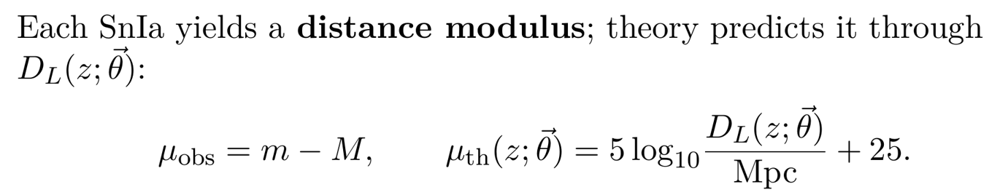 Each SnIa yields a distance modulus; theory predicts it through
$D_L(z; \vec{\theta})$:
$\mu_{\text{obs}} = m - M, \qquad \mu_{\text{th}}(z; \vec{\theta}) = 5 \log_{10} \frac{D_L(z; \vec{\theta})}{\text{Mpc}} + 25.$